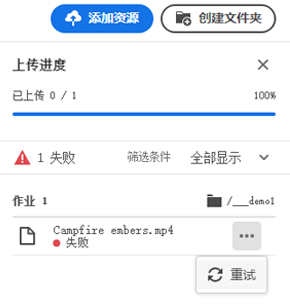 添加资源 创建文件夹
上传进度
已上传 0 / 1 100%
1 失败 筛选条件 全部显示
作业 1 /___demo1
Campfire embers.mp4
失败
重试